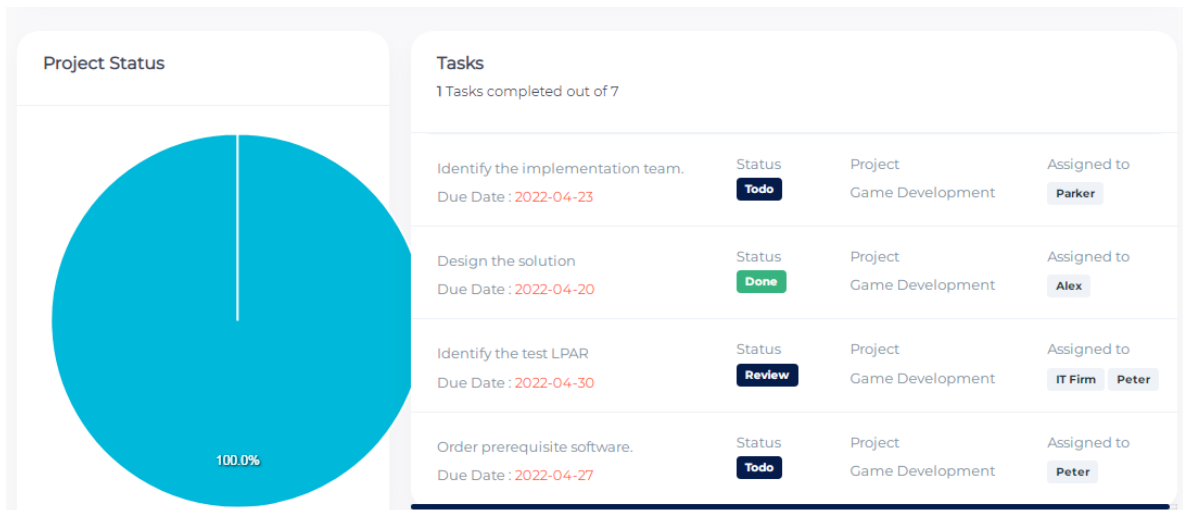 Project Status
100.0%
Tasks
1 Tasks completed out of 7
Identify the implementation team.
Due Date : 2022-04-23
Status
Todo
Project
Game Development
Assigned to
Parker
Design the solution
Due Date : 2022-04-20
Status
Done
Project
Game Development
Assigned to
Alex
Identify the test LPAR
Due Date : 2022-04-30
Status
Review
Project
Game Development
Assigned to
IT Firm Peter
Order prerequisite software.
Due Date : 2022-04-27
Status
Todo
Project
Game Development
Assigned to
Peter